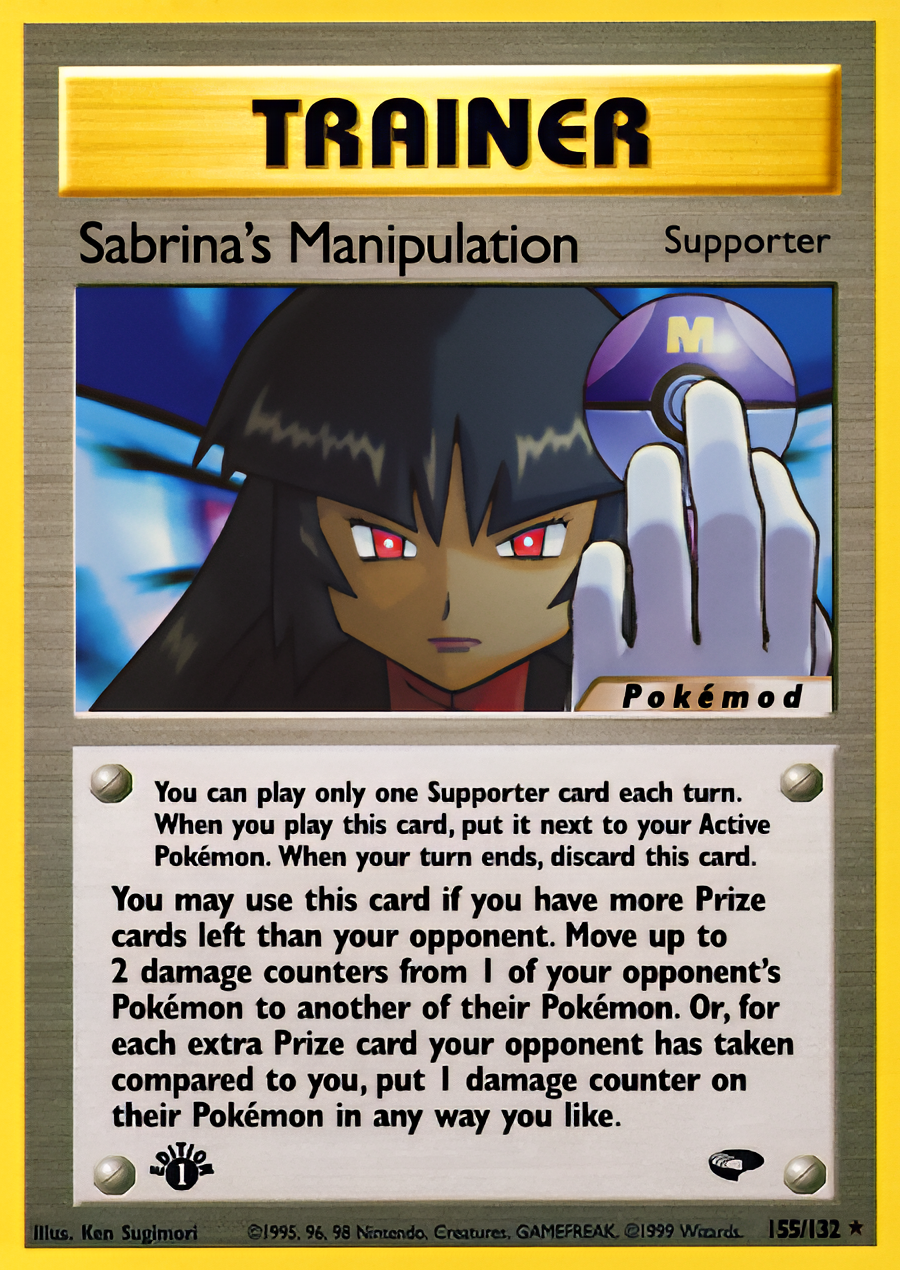 TRAINER
Sabrina's Manipulation Supporter
M
Pokémod
You can play only one Supporter card each turn.
When you play this card, put it next to your Active
Pokémon. When your turn ends, discard this card.
You may use this card if you have more Prize
cards left than your opponent. Move up to
2 damage counters from 1 of your opponent's
Pokémon to another of their Pokémon. Or, for
each extra Prize card your opponent has taken
compared to you, put 1 damage counter on
their Pokémon in any way you like.
EDITION
1
Illus. Ken Sugimori ©1995, 96, 98 Nintendo, Creatures, GAMEFREAK. ©1999 Wizards. 155/132 ★